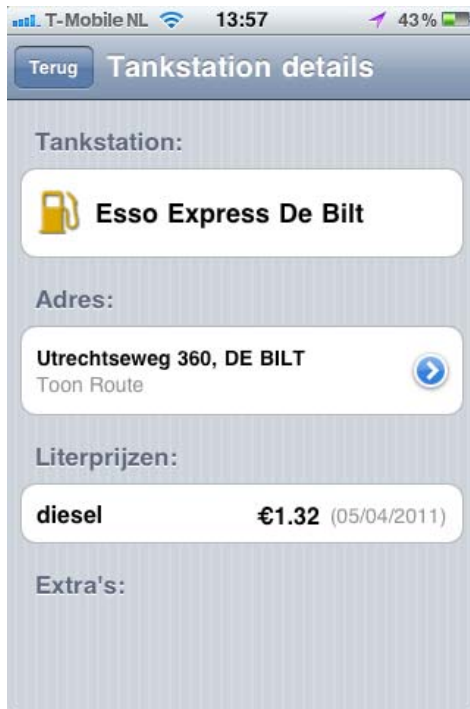 T-Mobile NL 13:57 43%
Terug Tankstation details
Tankstation:
Esso Express De Bilt
Adres:
Utrechtseweg 360, DE BILT
Toon Route
Literprijzen:
diesel €1.32 (05/04/2011)
Extra's: